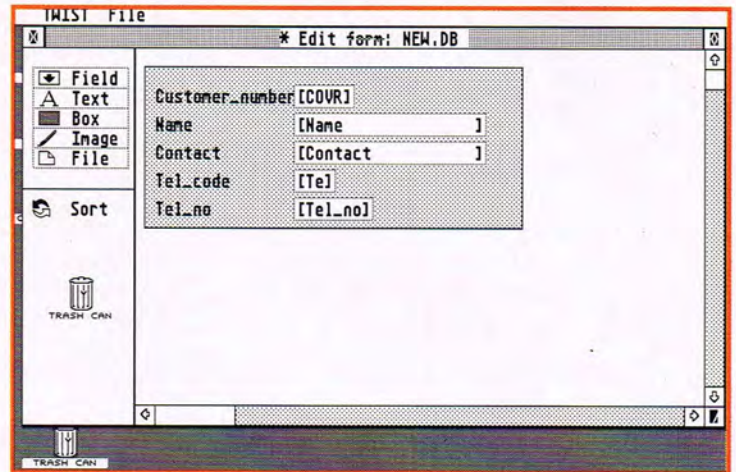 TWIST File
* Edit form: NEW.DB
Field
A Text
Box
Image
File
Sort
TRASH CAN
Customer_number [COVR]
Name [Name ]
Contact [Contact ]
Tel_code [Te]
Tel_no [Tel_no]
TRASH CAN